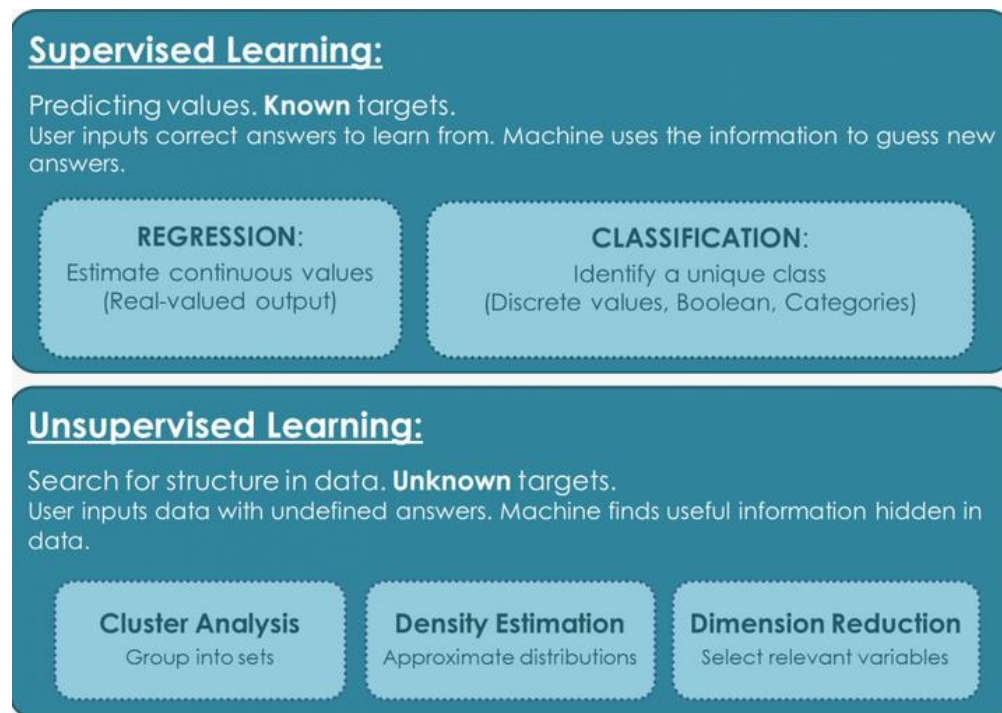 Supervised Learning:
Predicting values. Known targets.
User inputs correct answers to learn from. Machine uses the information to guess new
answers.
REGRESSION:
Estimate continuous values
(Real-valued output)
CLASSIFICATION:
Identify a unique class
(Discrete values, Boolean, Categories)
Unsupervised Learning:
Search for structure in data. Unknown targets.
User inputs data with undefined answers. Machine finds useful information hidden in
data.
Cluster Analysis
Group into sets
Density Estimation
Approximate distributions
Dimension Reduction
Select relevant variables